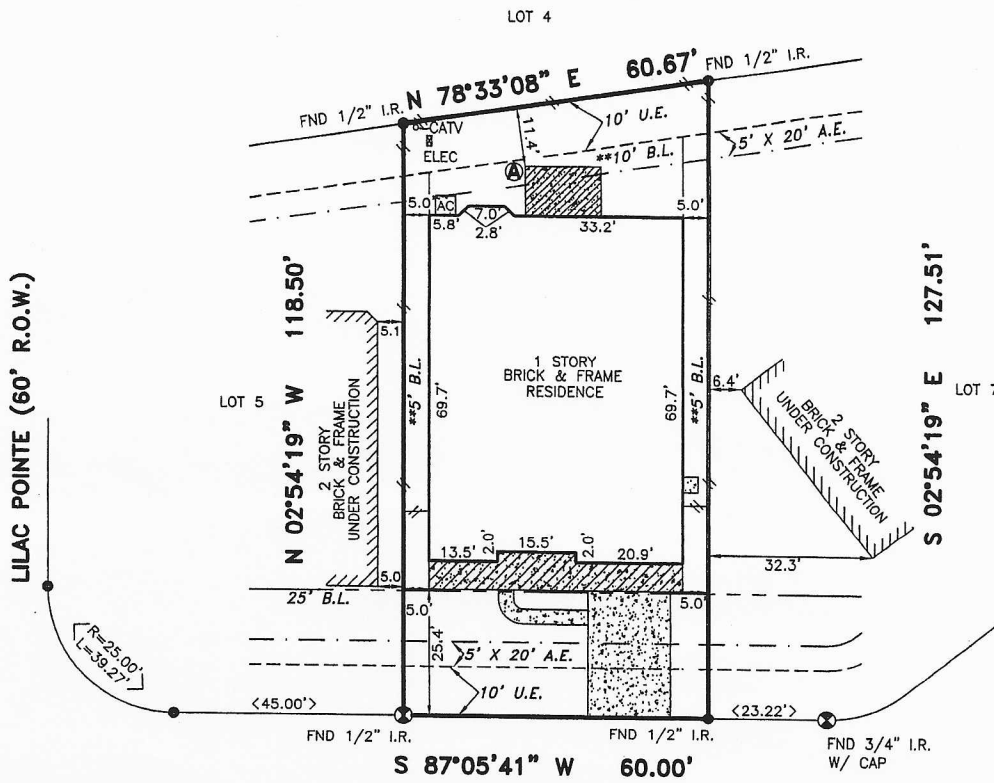 LOT 4
N 78°33'08" E 60.67'
FND 1/2" I.R.
FND 1/2" I.R.
CATV
ELEC
11.4'
10' U.E.
**10' B.L.
5' X 20' A.E.
A
5.0'
AC
5.8'
7.0'
2.8'
33.2'
5.0'
LILAC POINTE (60' R.O.W.)
N 02°54'19" W 118.50'
S 02°54'19" E 127.51'
5.1
LOT 5
2 STORY
BRICK & FRAME
UNDER CONSTRUCTION
**5' B.L.
69.7'
1 STORY
BRICK & FRAME
RESIDENCE
69.7'
**5' B.L.
6.4'
LOT 7
2 STORY
BRICK & FRAME
UNDER CONSTRUCTION
13.5'
2.0'
15.5'
2.0'
20.9'
32.3'
5.0
25' B.L.
5.0'
5.0'
25.4
R=25.00'
L=39.27'
5' X 20' A.E.
10' U.E.
<45.00'>
<23.22'>
FND 1/2" I.R.
FND 1/2" I.R.
FND 3/4" I.R.
W/ CAP
S 87°05'41" W 60.00'